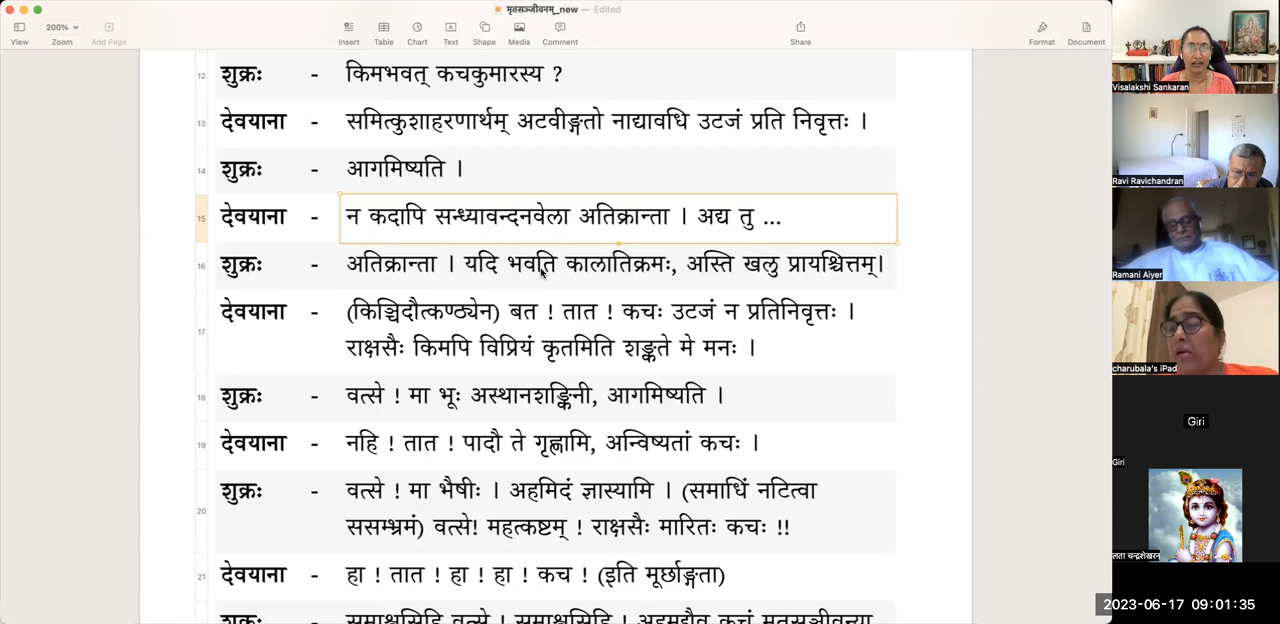 मृतसञ्जीवनम्_new — Edited
View
200%
Zoom
Add Page
Insert
Table
Chart
Text
Shape
Media
Comment
Share
Format
Document
12 शुक्रः - किमभवत् कचकुमारस्य ?
13 देवयाना - समित्कुशाहरणार्थम् अटवीङ्गतो नाद्यावधि उटजं प्रति निवृत्तः ।
14 शुक्रः - आगमिष्यति ।
15 देवयाना - न कदापि सन्ध्यावन्दनवेला अतिक्रान्ता । अद्य तु ...
16 शुक्रः - अतिक्रान्ता । यदि भवति कालातिक्रमः, अस्ति खलु प्रायश्चित्तम्।
17 देवयाना - (किञ्चिदौत्कण्ठ्येन) बत ! तात ! कचः उटजं न प्रतिनिवृत्तः ।
राक्षसैः किमपि विप्रियं कृतमिति शङ्कते मे मनः ।
18 शुक्रः - वत्से ! मा भूः अस्थानशङ्किनी, आगमिष्यति ।
19 देवयाना - नहि ! तात ! पादौ ते गृह्णामि, अन्विष्यतां कचः ।
20 शुक्रः - वत्से ! मा भैषीः । अहमिदं ज्ञास्यामि । (समाधिं नटित्वा
ससम्भ्रमं) वत्से! महत्कष्टम् ! राक्षसैः मारितः कचः !!
21 देवयाना - हा ! तात ! हा ! हा ! कच ! (इति मूर्छाङ्गता)
Visalakshi Sankaran
Ravi Ravichandran
Ramani Aiyer
charubala's iPad
Giri
Giri
लता चन्द्रशेखरन
2023-06-17 09:01:35